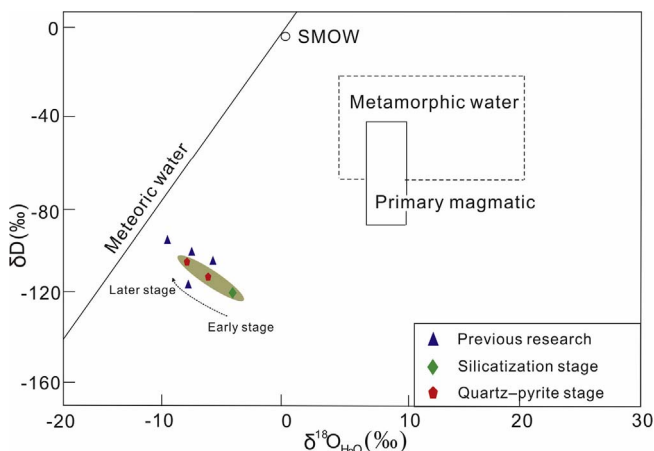 0
SMOW
Metamorphic water
-40
Meteoric water
Primary magmatic
-80
δD(‰)
Later stage
-120
Early stage
Previous research
Silicatization stage
-160
Quartz–pyrite stage
-20
-10
0
10
20
30
δ¹⁸O_H₂O(‰)